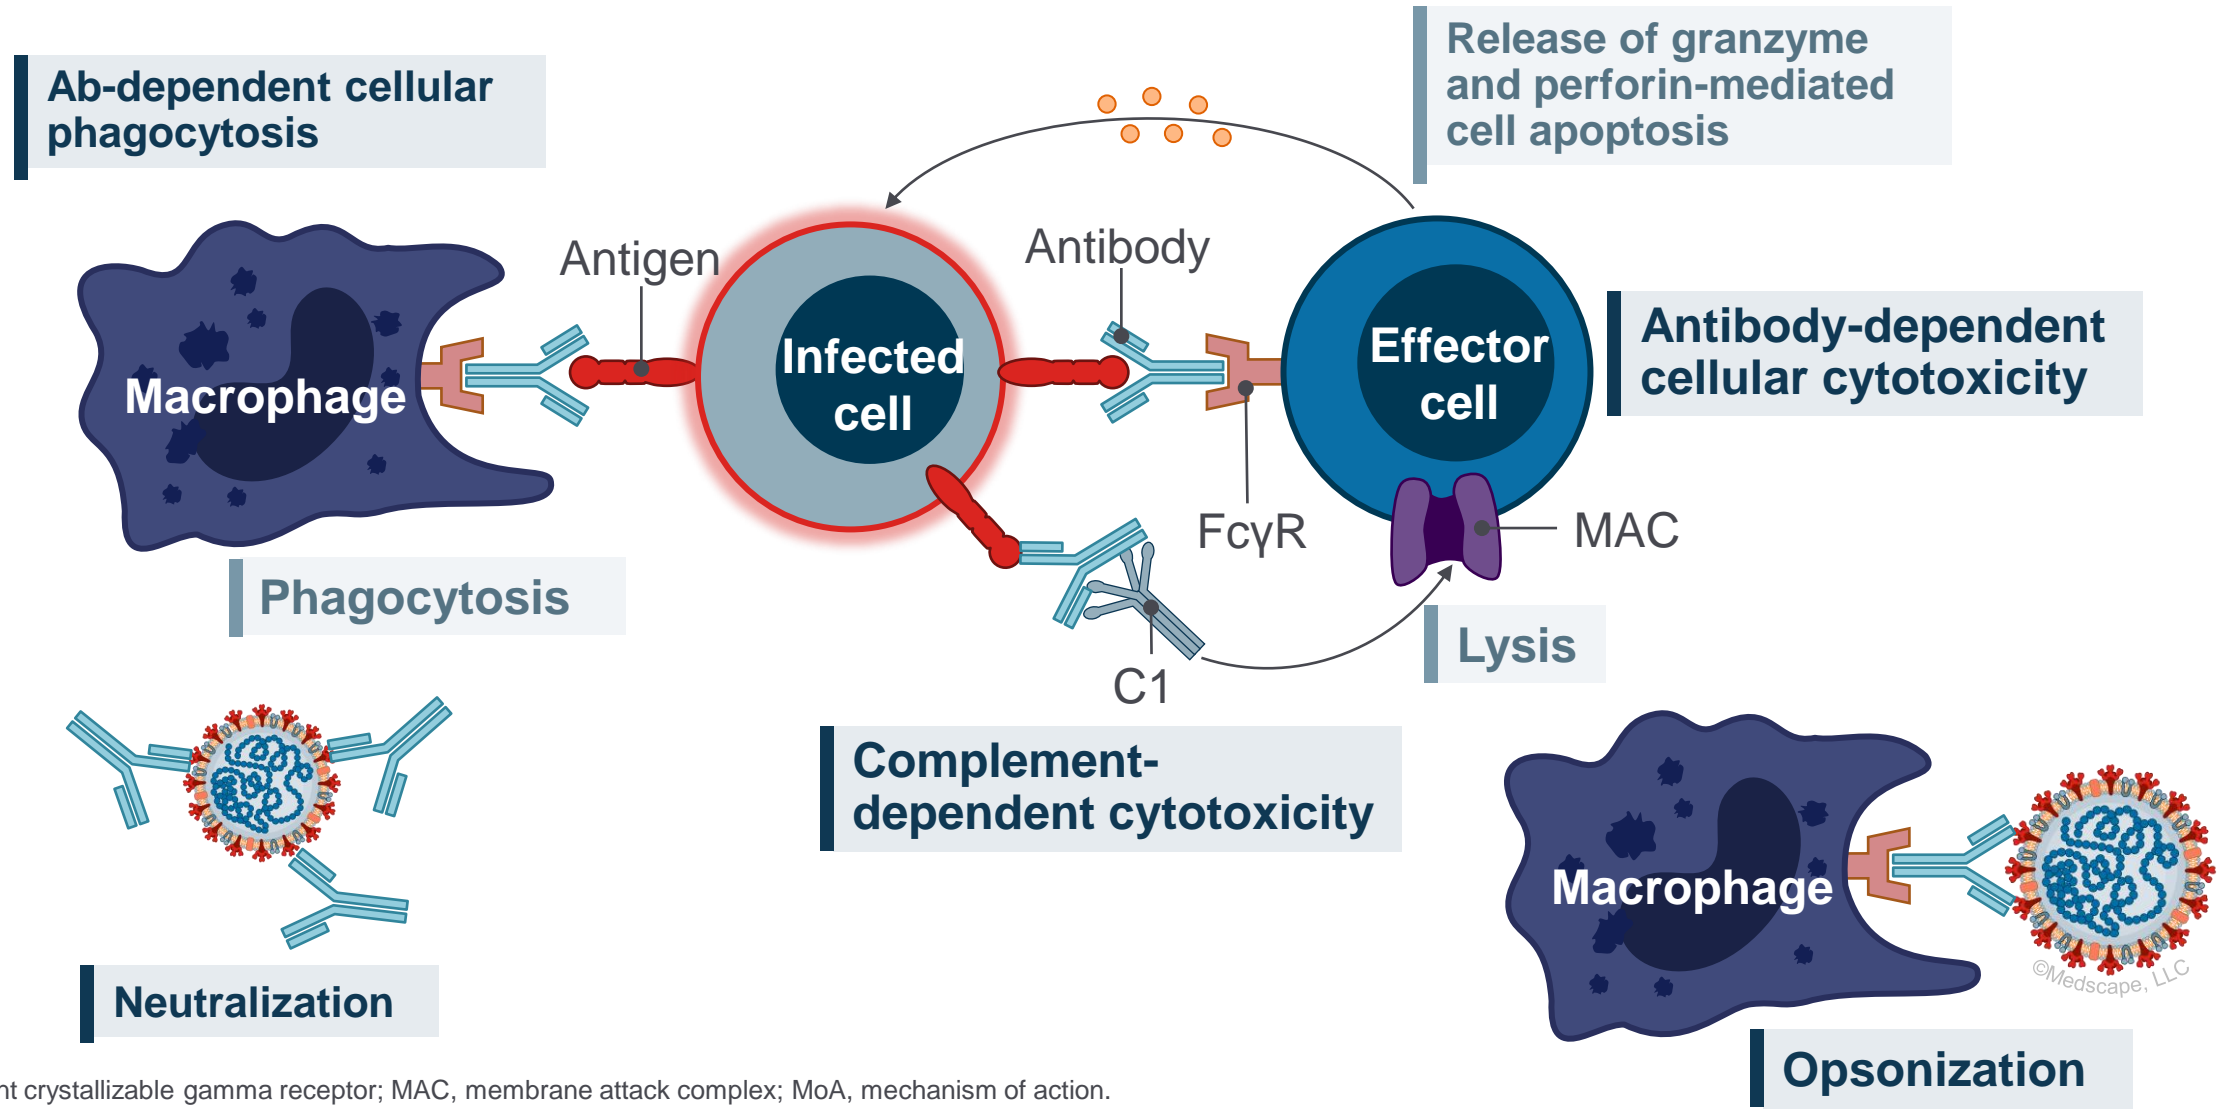 Ab-dependent cellular
phagocytosis
Release of granzyme
and perforin-mediated
cell apoptosis
Antigen
Antibody
Infected
cell
Effector
cell
Antibody-dependent
cellular cytotoxicity
Macrophage
FcγR
MAC
Phagocytosis
Lysis
C1
Complement-
dependent cytotoxicity
Macrophage
©Medscape, LLC
Neutralization
Opsonization
crystallizable gamma receptor; MAC, membrane attack complex; MoA, mechanism of action.